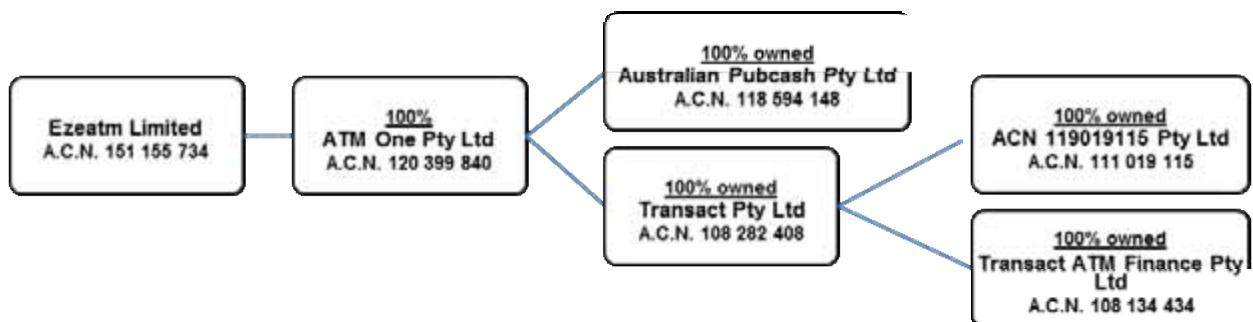 Ezeatm Limited
A.C.N. 151 155 734
100%
ATM One Pty Ltd
A.C.N. 120 399 840
100% owned
Australian Pubcash Pty Ltd
A.C.N. 118 594 148
100% owned
Transact Pty Ltd
A.C.N. 108 282 408
100% owned
ACN 119019115 Pty Ltd
A.C.N. 111 019 115
100% owned
Transact ATM Finance Pty
Ltd
A.C.N. 108 134 434